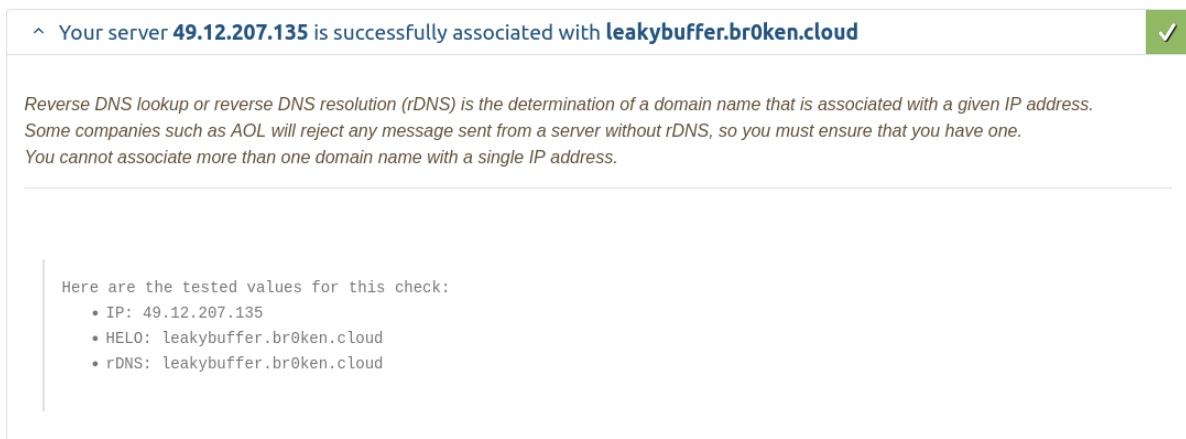 Your server 49.12.207.135 is successfully associated with leakybuffer.br0ken.cloud
Reverse DNS lookup or reverse DNS resolution (rDNS) is the determination of a domain name that is associated with a given IP address.
Some companies such as AOL will reject any message sent from a server without rDNS, so you must ensure that you have one.
You cannot associate more than one domain name with a single IP address.
Here are the tested values for this check:
• IP: 49.12.207.135
• HELO: leakybuffer.br0ken.cloud
• rDNS: leakybuffer.br0ken.cloud